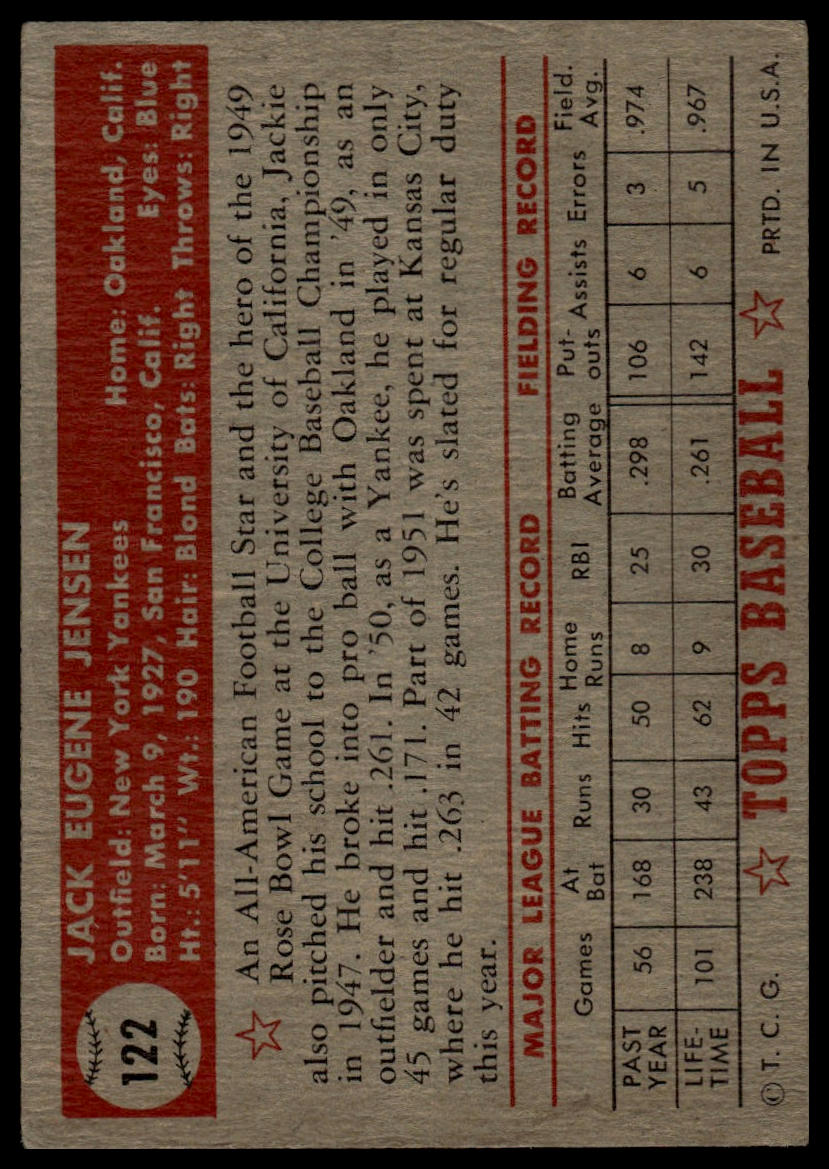 122
JACK EUGENE JENSEN
Outfield: New York Yankees Home: Oakland, Calif.
Born: March 9, 1927, San Francisco, Calif. Eyes: Blue
Ht.: 5'11" Wt.: 190 Hair: Blond Bats: Right Throws: Right
An All-American Football Star and the hero of the 1949
Rose Bowl Game at the University of California, Jackie
also pitched his school to the College Baseball Championship
in 1947. He broke into pro ball with Oakland in '49, as an
outfielder and hit .261. In '50, as a Yankee, he played in only
45 games and hit .171. Part of 1951 was spent at Kansas City,
where he hit .263 in 42 games. He's slated for regular duty
this year.
MAJOR LEAGUE BATTING RECORD FIELDING RECORD
Games At Bat Runs Hits Home Runs RBI Batting Average Put-outs Assists Errors Field. Avg.
PAST YEAR 56 168 30 50 8 25 .298 106 6 3 .974
LIFE-TIME 101 238 43 62 9 30 .261 142 6 5 .967
© T. C. G. ☆ TOPPS BASEBALL ☆ PRTD. IN U.S.A.